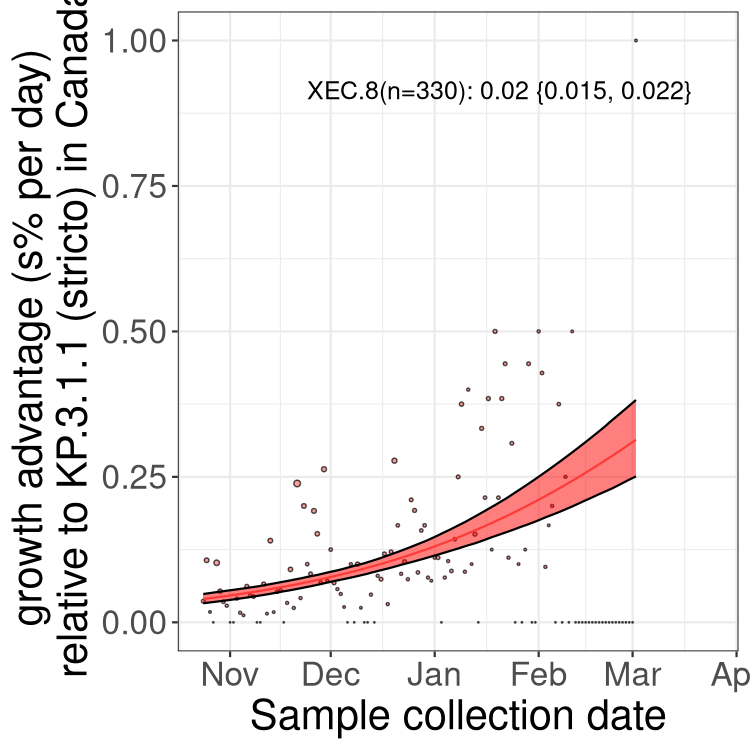 growth advantage (s% per day)
relative to KP.3.1.1 (stricto) in Canada
1.00
0.75
0.50
0.25
0.00
XEC.8(n=330): 0.02 {0.015, 0.022}
Nov Dec Jan Feb Mar Ap
Sample collection date